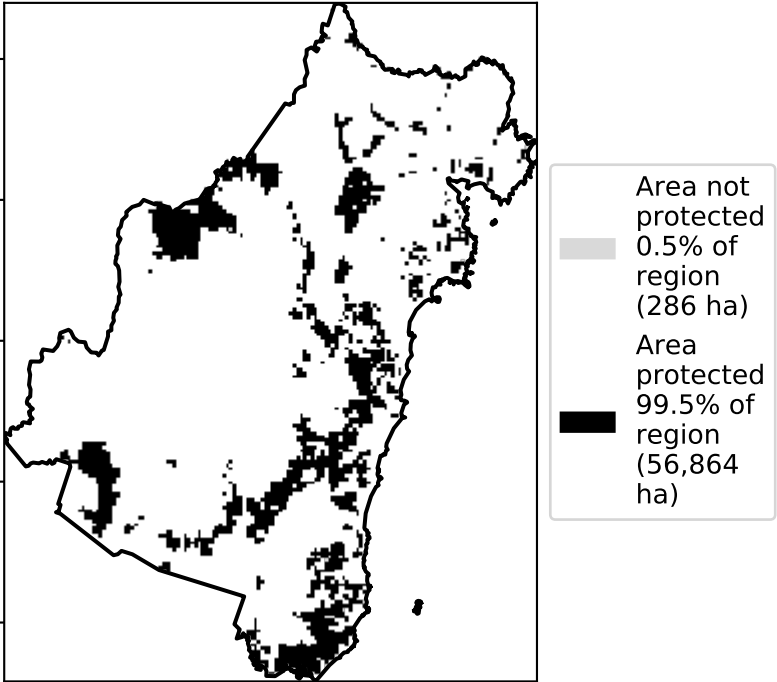 Area not
protected
0.5% of
region
(286 ha)
Area
protected
99.5% of
region
(56,864
ha)